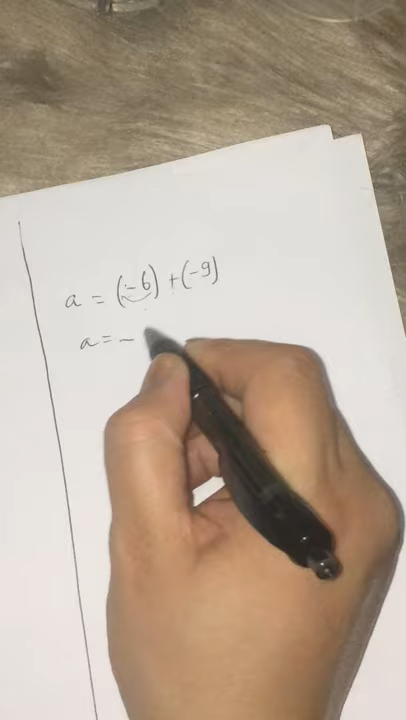 a = (-6) + (-9)
a = -